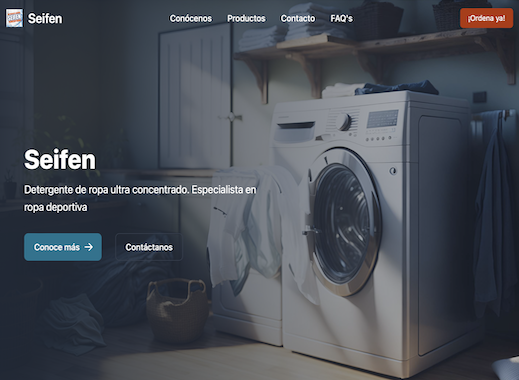 Seifen
Conócenos
Productos
Contacto
FAQ's
¡Ordena ya!
Seifen
Detergente de ropa ultra concentrado. Especialista en
ropa deportiva
Conoce más →
Contáctanos